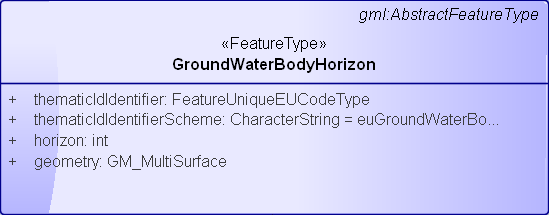 gml:AbstractFeatureType
«FeatureType»
GroundWaterBodyHorizon
+ thematicIdIdentifier: FeatureUniqueEUCodeType
+ thematicIdIdentifierScheme: CharacterString = euGroundWaterBo...
+ horizon: int
+ geometry: GM_MultiSurface